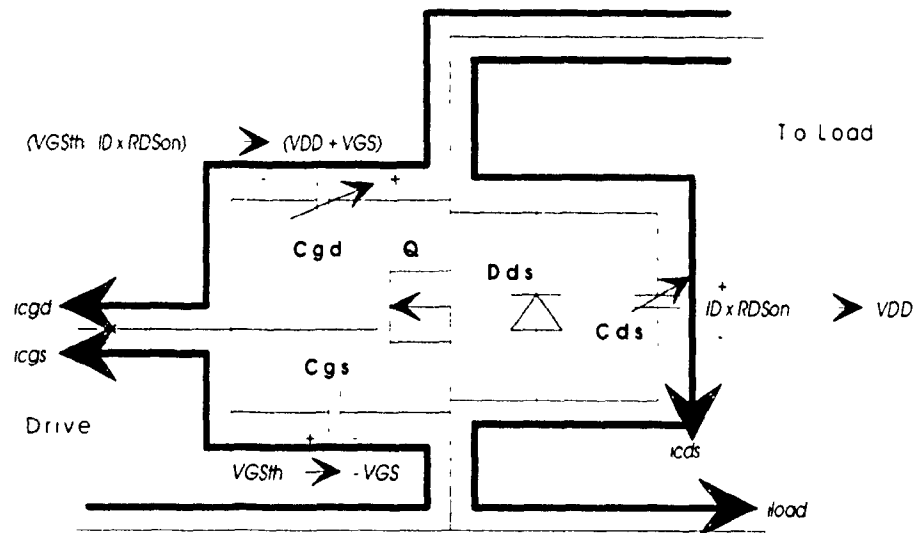 (VGSth ID x RDSon) (VDD + VGS)
To Load
- +
Cgd
Q
Dds
icgd
+
ID x RDSon VDD
-
Cds
icgs
Cgs
Drive
+ -
VGSth - VGS
icds
iload